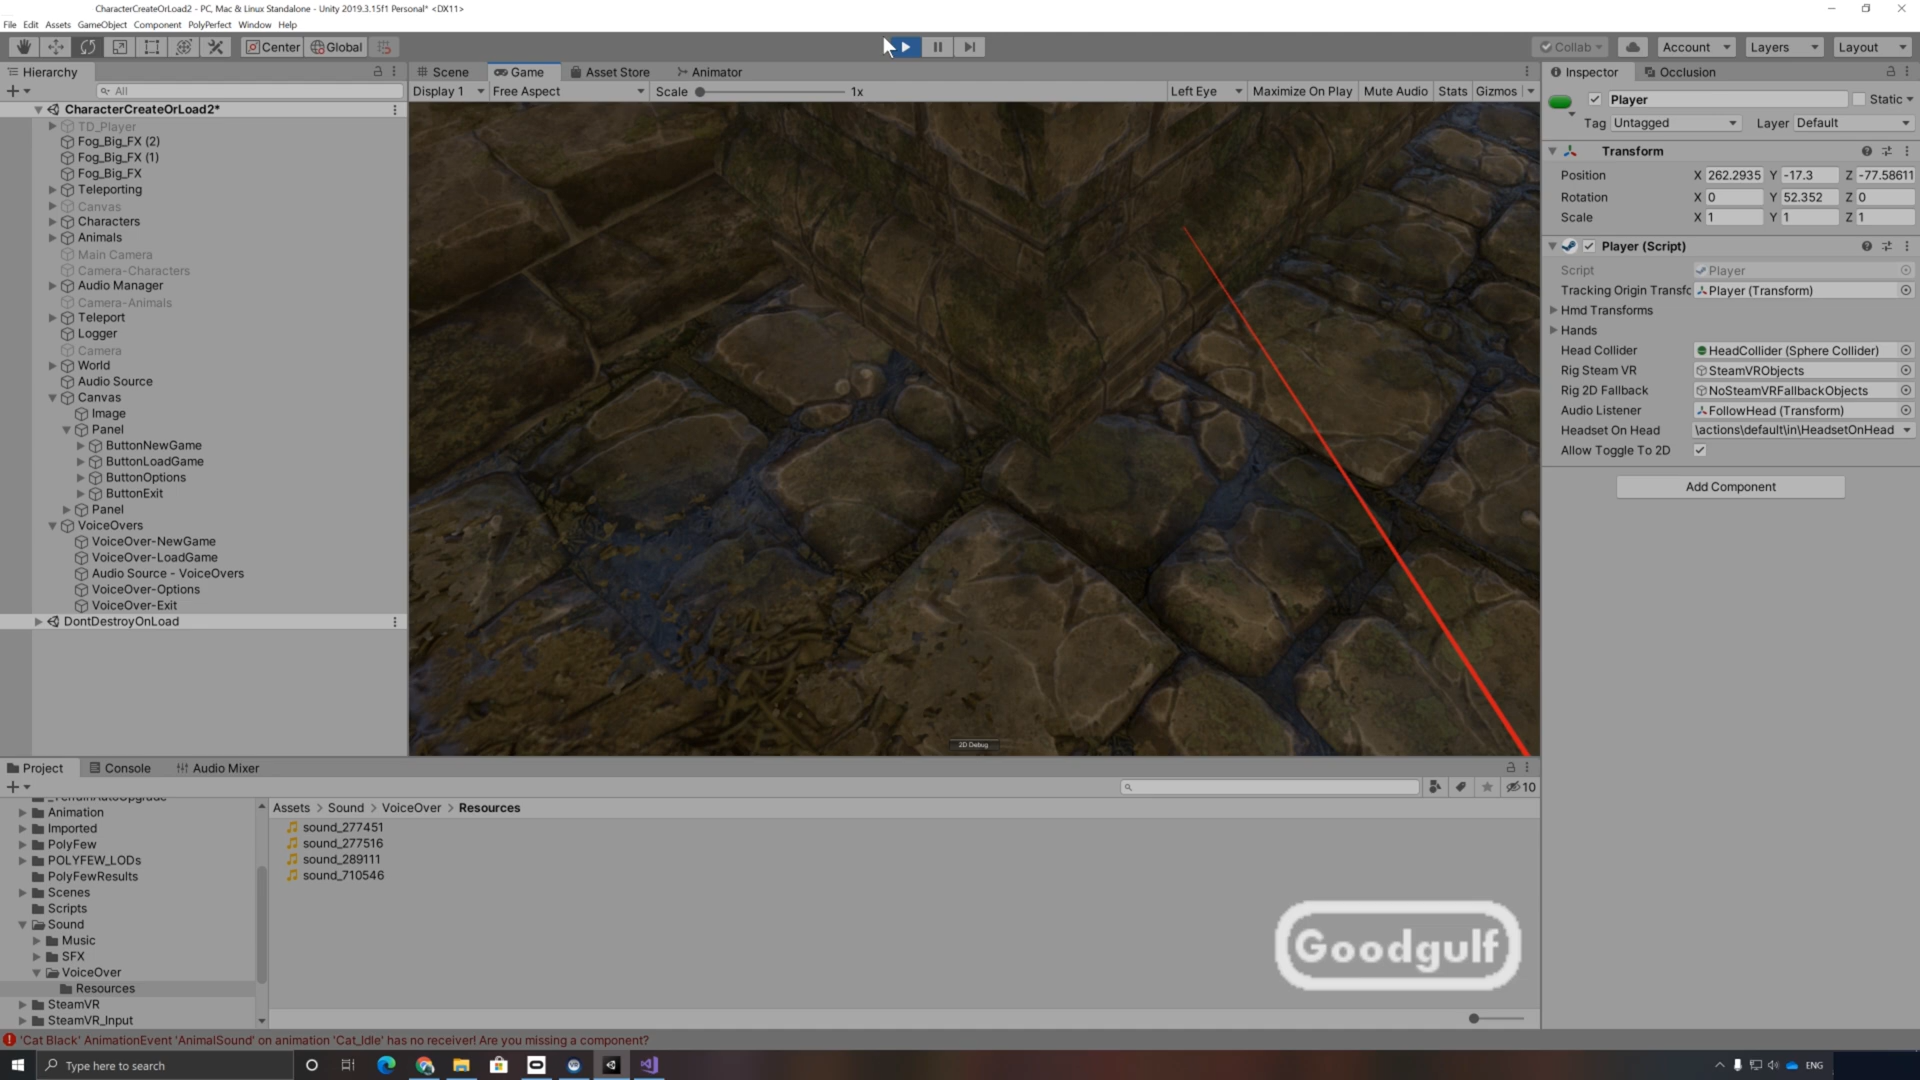 CharacterCreateOrLoad2 - PC, Mac & Linux Standalone - Unity 2019.3.15f1 Personal* <DX11>
File Edit Assets GameObject Component PolyPerfect Window Help
Center Global Collab Account Layers Layout
Hierarchy
All
CharacterCreateOrLoad2*
TD_Player
Fog_Big_FX (2)
Fog_Big_FX (1)
Fog_Big_FX
Teleporting
Canvas
Characters
Animals
Main Camera
Camera-Characters
Audio Manager
Camera-Animals
Teleport
Logger
Camera
World
Audio Source
Canvas
Image
Panel
ButtonNewGame
ButtonLoadGame
ButtonOptions
ButtonExit
Panel
VoiceOvers
VoiceOver-NewGame
VoiceOver-LoadGame
Audio Source - VoiceOvers
VoiceOver-Options
VoiceOver-Exit
DontDestroyOnLoad
Scene Game Asset Store Animator
Display 1 Free Aspect Scale 1x Left Eye Maximize On Play Mute Audio Stats Gizmos
2D Debug
Inspector Occlusion
Player Static
Tag Untagged Layer Default
Transform
Position X 262.2935 Y -17.3 Z -77.58611
Rotation X 0 Y 52.352 Z 0
Scale X 1 Y 1 Z 1
Player (Script)
Script Player
Tracking Origin Transfc Player (Transform)
Hmd Transforms
Hands
Head Collider HeadCollider (Sphere Collider)
Rig Steam VR SteamVRObjects
Rig 2D Fallback NoSteamVRFallbackObjects
Audio Listener FollowHead (Transform)
Headset On Head \actions\default\in\HeadsetOnHead
Allow Toggle To 2D
Add Component
Project Console Audio Mixer
10
_TerrainAutoUpgrade
Animation
Imported
PolyFew
POLYFEW_LODs
PolyFewResults
Scenes
Scripts
Sound
Music
SFX
VoiceOver
Resources
SteamVR
SteamVR_Input
Assets > Sound > VoiceOver > Resources
sound_277451
sound_277516
sound_289111
sound_710546
Goodgulf
'Cat Black' AnimationEvent 'AnimalSound' on animation 'Cat_Idle' has no receiver! Are you missing a component?
Type here to search
ENG